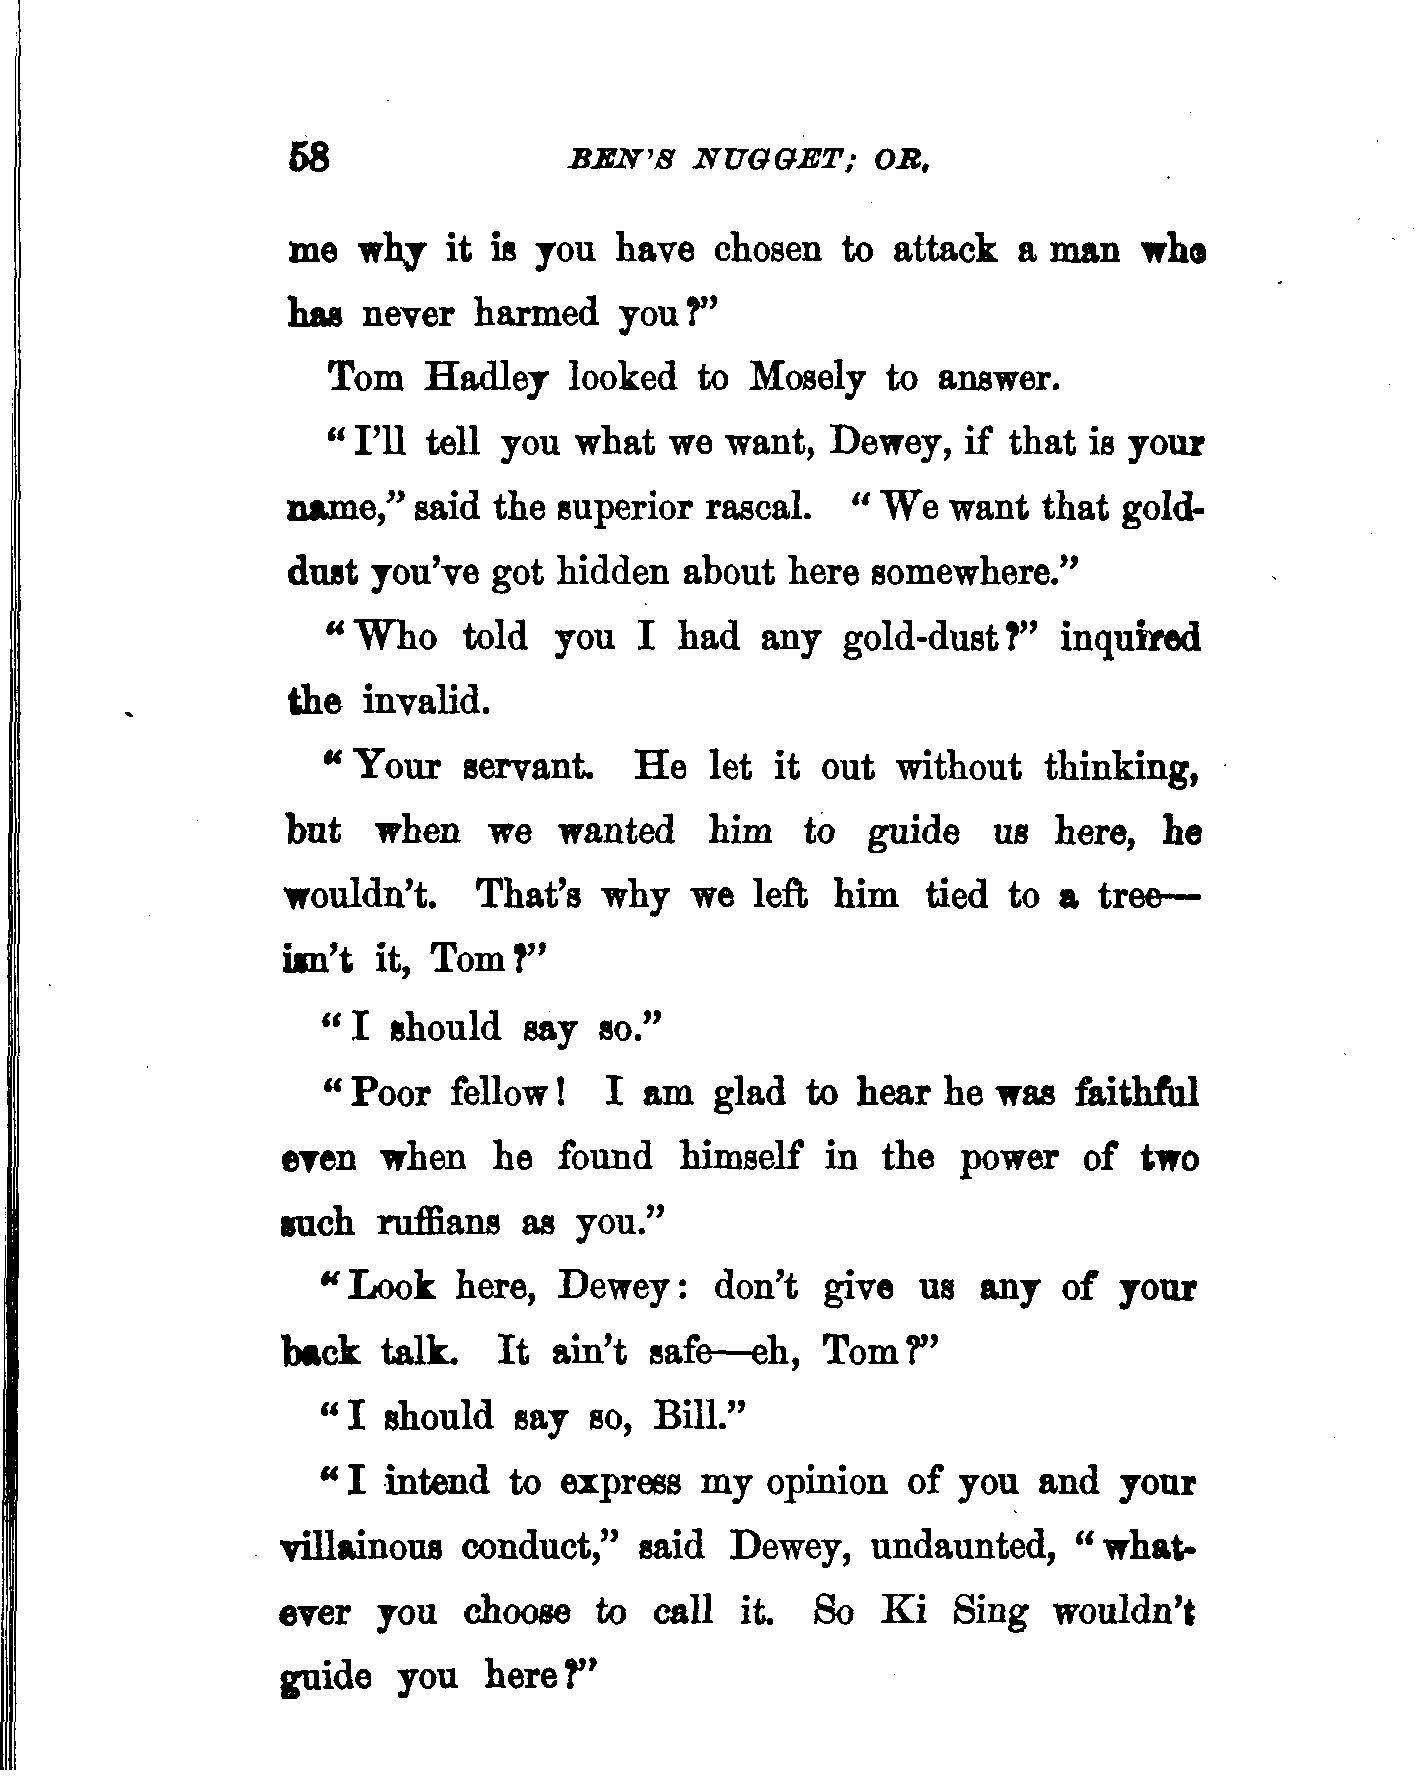 58 BEN'S NUGGET; OR,
me why it is you have chosen to attack a man who
has never harmed you?"
Tom Hadley looked to Mosely to answer.
"I'll tell you what we want, Dewey, if that is your
name," said the superior rascal. "We want that gold-
dust you've got hidden about here somewhere."
"Who told you I had any gold-dust?" inquired
the invalid.
"Your servant. He let it out without thinking,
but when we wanted him to guide us here, he
wouldn't. That's why we left him tied to a tree—
isn't it, Tom?"
"I should say so."
"Poor fellow! I am glad to hear he was faithful
even when he found himself in the power of two
such ruffians as you."
"Look here, Dewey: don't give us any of your
back talk. It ain't safe—eh, Tom?"
"I should say so, Bill."
"I intend to express my opinion of you and your
villainous conduct," said Dewey, undaunted, "what-
ever you choose to call it. So Ki Sing wouldn't
guide you here?"